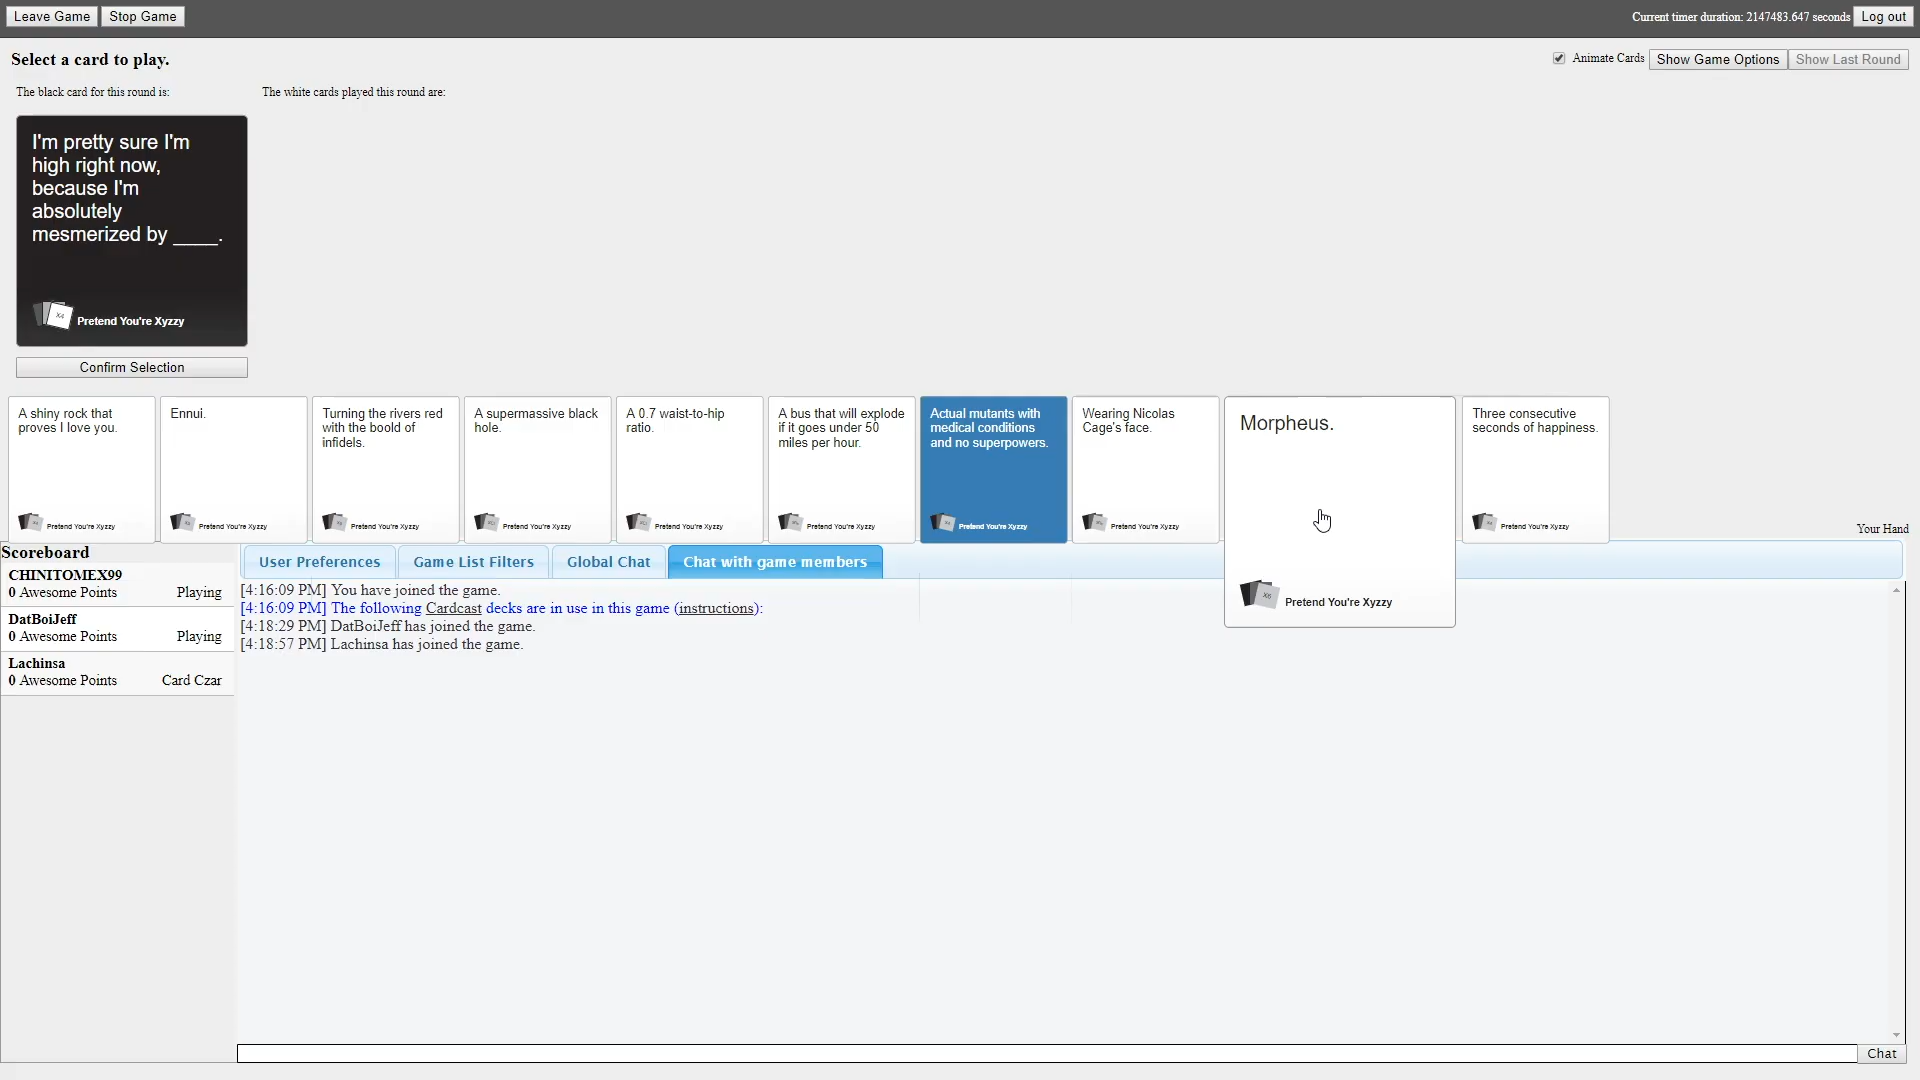 Leave Game Stop Game Current timer duration: 2147483.647 seconds Log out
Select a card to play. Animate Cards Show Game Options Show Last Round
The black card for this round is: The white cards played this round are:
I'm pretty sure I'm
high right now,
because I'm
absolutely
mesmerized by ____.
X4 Pretend You're Xyzzy
Confirm Selection
A shiny rock that
proves I love you.
Pretend You're Xyzzy
Ennui.
Pretend You're Xyzzy
Turning the rivers red
with the boold of
infidels.
Pretend You're Xyzzy
A supermassive black
hole.
Pretend You're Xyzzy
A 0.7 waist-to-hip
ratio.
Pretend You're Xyzzy
A bus that will explode
if it goes under 50
miles per hour.
Pretend You're Xyzzy
Actual mutants with
medical conditions
and no superpowers.
Pretend You're Xyzzy
Wearing Nicolas
Cage's face.
Pretend You're Xyzzy
Morpheus.
Pretend You're Xyzzy
Three consecutive
seconds of happiness.
Pretend You're Xyzzy
Your Hand
Scoreboard
CHINITOMEX99
0 Awesome Points Playing
DatBoiJeff
0 Awesome Points Playing
Lachinsa
0 Awesome Points Card Czar
User Preferences Game List Filters Global Chat Chat with game members
[4:16:09 PM] You have joined the game.
[4:16:09 PM] The following Cardcast decks are in use in this game (instructions):
[4:18:29 PM] DatBoiJeff has joined the game.
[4:18:57 PM] Lachinsa has joined the game.
Chat